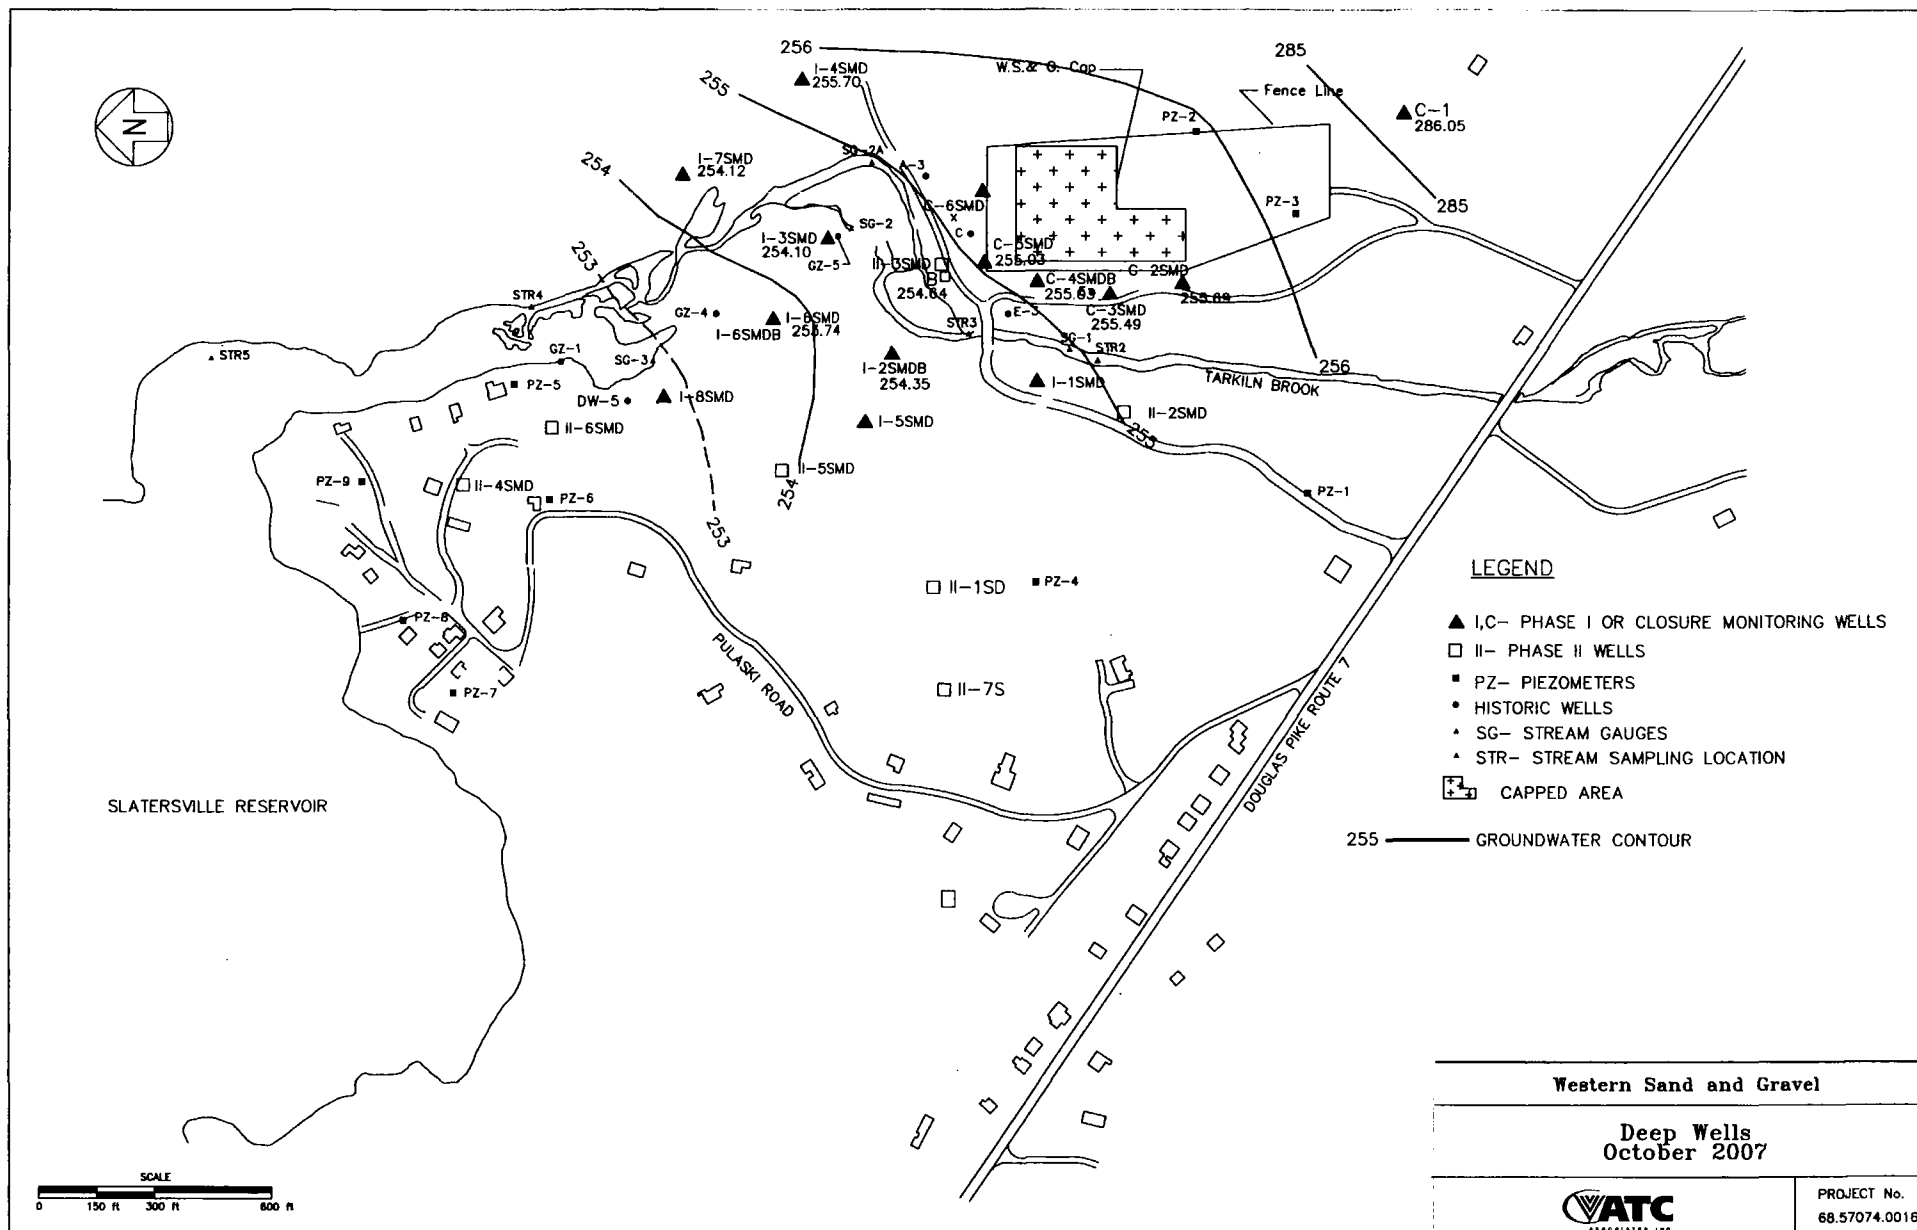 256
285
I-4SMD
255.70
W.S.& G. Cap
255
Fence Line
C-1
286.05
PZ-2
N
SG-2A
A-3
I-7SMD
254.12
254
C-6SMD
PZ-3
285
SG-2
I-3SMD
254.10
C
GZ-5
C-5SMD
255.03
II-3SMD
B
254.64
C-4SMDB
C-2SMD
C-3SMD
255.49
253
STR4
GZ-4
I-6SMDB
I-6SMD
253.74
E-3
STR3
SG-1
STR2
STR5
GZ-1
SG-3
I-2SMDB
254.35
256
TARKILN BROOK
PZ-5
DW-5
I-8SMD
I-1SMD
II-2SMD
255
II-6SMD
I-5SMD
II-5SMD
254
PZ-9
II-4SMD
PZ-6
PZ-1
253
LEGEND
II-1SD
PZ-4
I,C- PHASE I OR CLOSURE MONITORING WELLS
II- PHASE II WELLS
PZ- PIEZOMETERS
HISTORIC WELLS
SG- STREAM GAUGES
STR- STREAM SAMPLING LOCATION
CAPPED AREA
255 GROUNDWATER CONTOUR
PZ-8
PZ-7
II-7S
PULASKI ROAD
DOUGLAS PIKE ROUTE 7
SLATERSVILLE RESERVOIR
Western Sand and Gravel
Deep Wells
October 2007
SCALE
0 150 ft 300 ft 600 ft
ATC
PROJECT No.
68.57074.0016